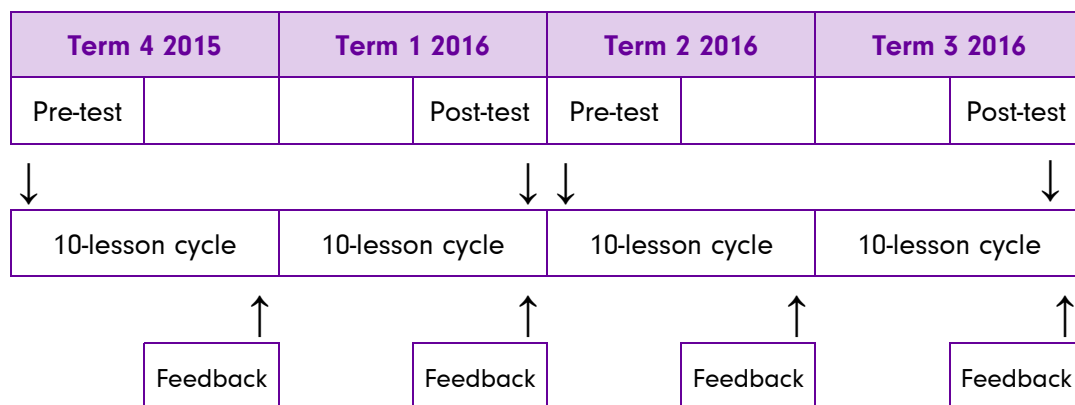 Term 4 2015 Term 1 2016 Term 2 2016 Term 3 2016
Pre-test Post-test Pre-test Post-test
10-lesson cycle 10-lesson cycle 10-lesson cycle 10-lesson cycle
Feedback Feedback Feedback Feedback